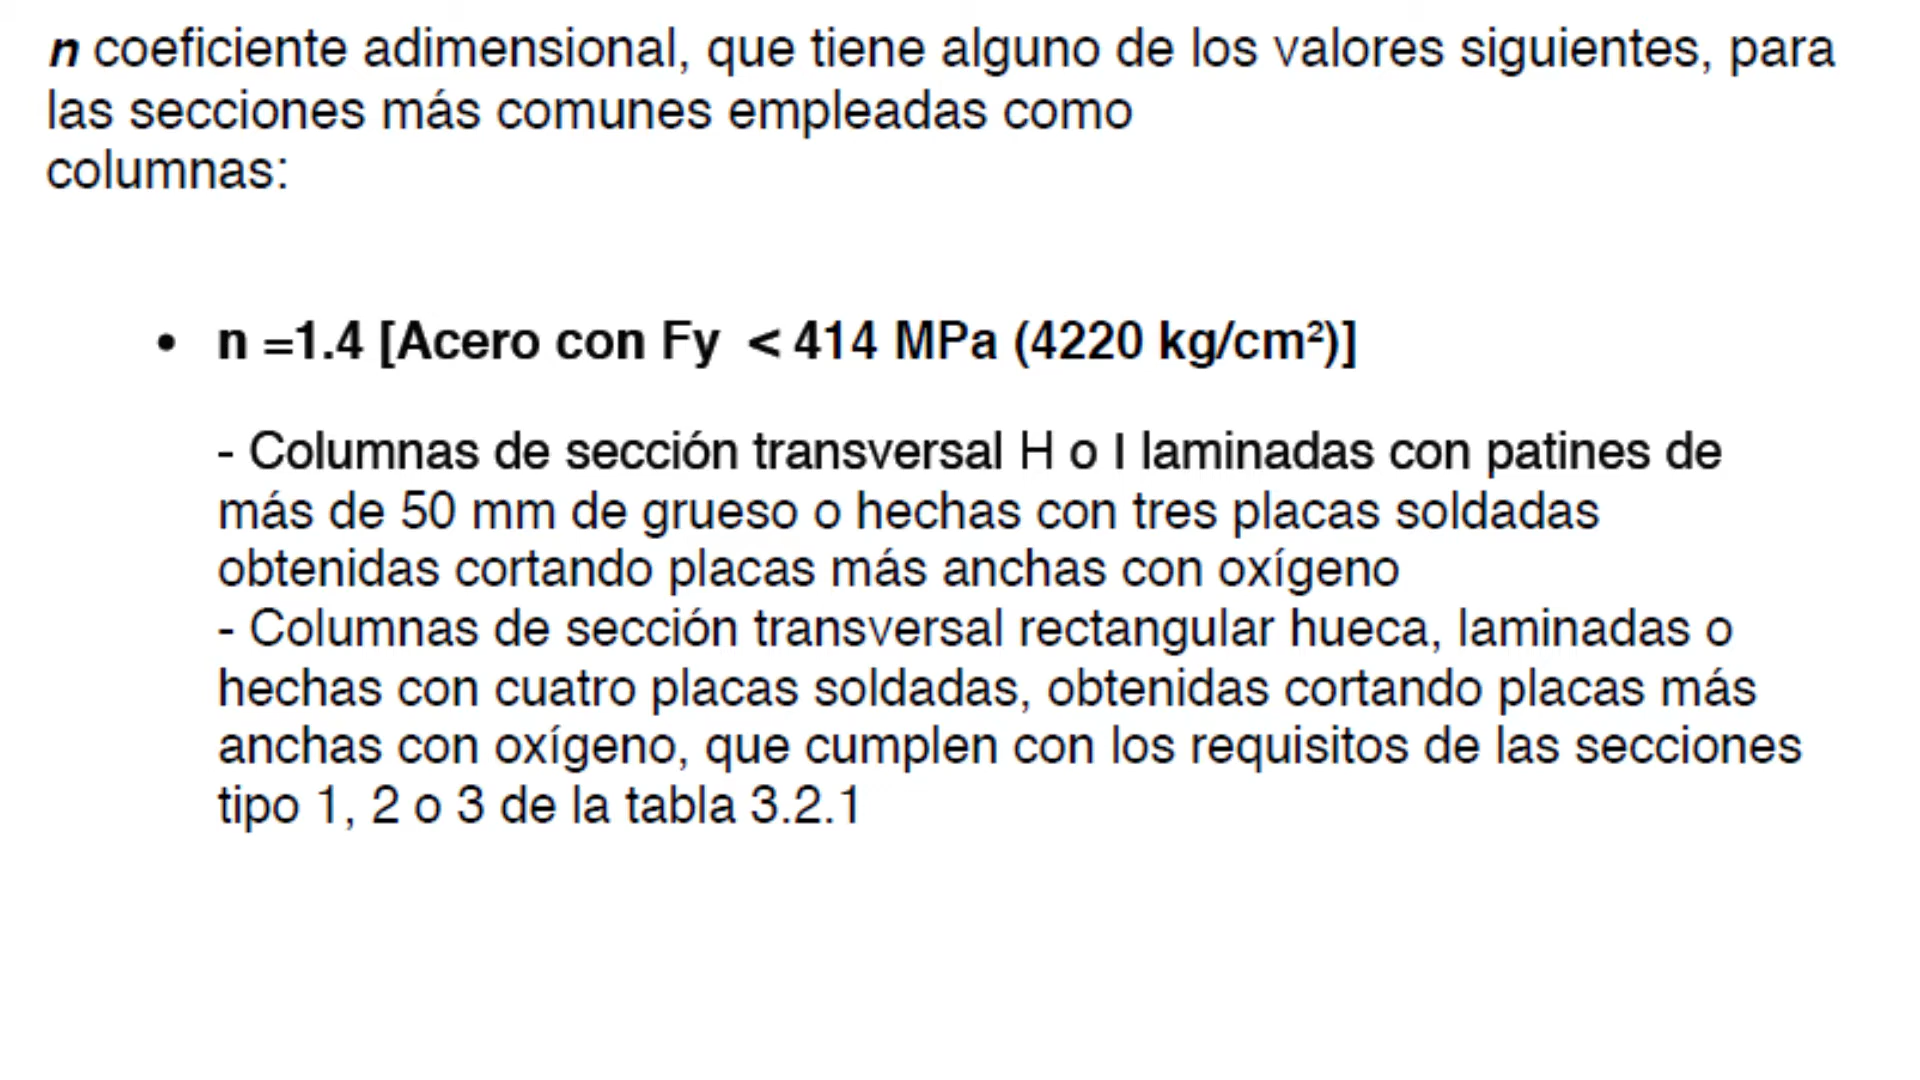 n coeficiente adimensional, que tiene alguno de los valores siguientes, para
las secciones más comunes empleadas como
columnas:
• n =1.4 [Acero con Fy < 414 MPa (4220 kg/cm²)]
- Columnas de sección transversal H o I laminadas con patines de
más de 50 mm de grueso o hechas con tres placas soldadas
obtenidas cortando placas más anchas con oxígeno
- Columnas de sección transversal rectangular hueca, laminadas o
hechas con cuatro placas soldadas, obtenidas cortando placas más
anchas con oxígeno, que cumplen con los requisitos de las secciones
tipo 1, 2 o 3 de la tabla 3.2.1